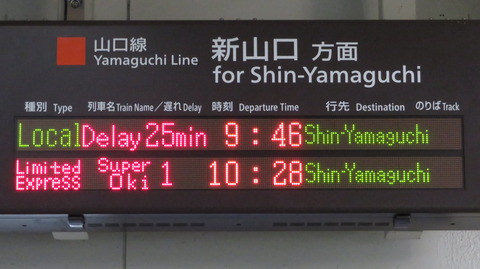 山口線 新山口 方面
Yamaguchi Line for Shin-Yamaguchi
種別 Type 列車名 Train Name / 遅れ Delay 時刻 Departure Time 行先 Destination のりば Track
Local Delay 25min 9:46 Shin-Yamaguchi
Limited Express Super Oki 1 10:28 Shin-Yamaguchi